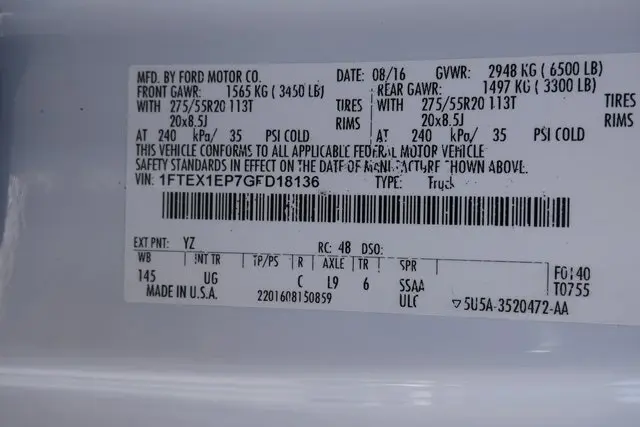 MFD. BY FORD MOTOR CO. DATE: 08/16 GVWR: 2948 KG ( 6500 LB)
FRONT GAWR: 1565 KG ( 3450 LB) REAR GAWR: 1497 KG ( 3300 LB)
WITH 275/55R20 113T TIRES WITH 275/55R20 113T TIRES
20x8.5J RIMS 20x8.5J RIMS
AT 240 kPa/ 35 PSI COLD AT 240 kPa/ 35 PSI COLD
THIS VEHICLE CONFORMS TO ALL APPLICABLE FEDERAL MOTOR VEHICLE
SAFETY STANDARDS IN EFFECT ON THE DATE OF MANUFACTURE SHOWN ABOVE.
VIN: 1FTEX1EP7GFD18136 TYPE: Truck
EXT PNT: YZ RC: 48 DSO:
WB INT TR TP/PS R AXLE TR SPR
145 UG C L9 6 SSAA F0140
ULC T0755
MADE IN U.S.A. 2201608150859 ▽5U5A-3520472-AA